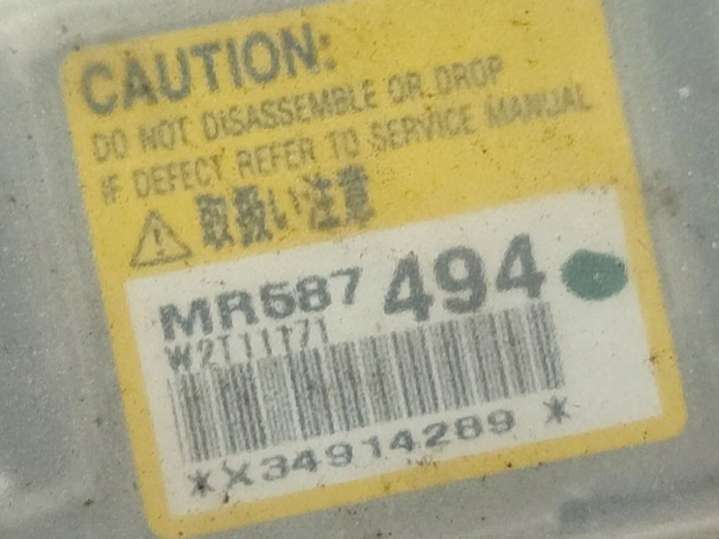 CAUTION:
DO NOT DISASSEMBLE OR DROP
IF DEFECT REFER TO SERVICE MANUAL
取扱い注意
MR587 494
W2T11171
*X34914289*